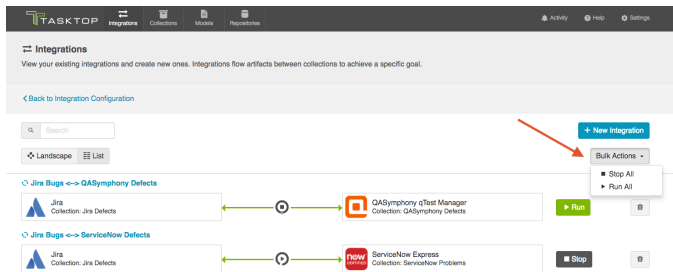 TASKTOP
Integrations
Collections
Models
Repositories
Activity
Help
Settings
Integrations
View your existing integrations and create new ones. Integrations flow artifacts between collections to achieve a specific goal.
Back to Integration Configuration
Search
+ New Integration
Landscape
List
Bulk Actions
Stop All
Run All
Jira Bugs <--> QASymphony Defects
Jira
Collection: Jira Defects
QASymphony qTest Manager
Collection: QASymphony Defects
Run
Jira Bugs <--> ServiceNow Defects
Jira
Collection: Jira Defects
now
ServiceNow Express
Collection: ServiceNow Problems
Stop